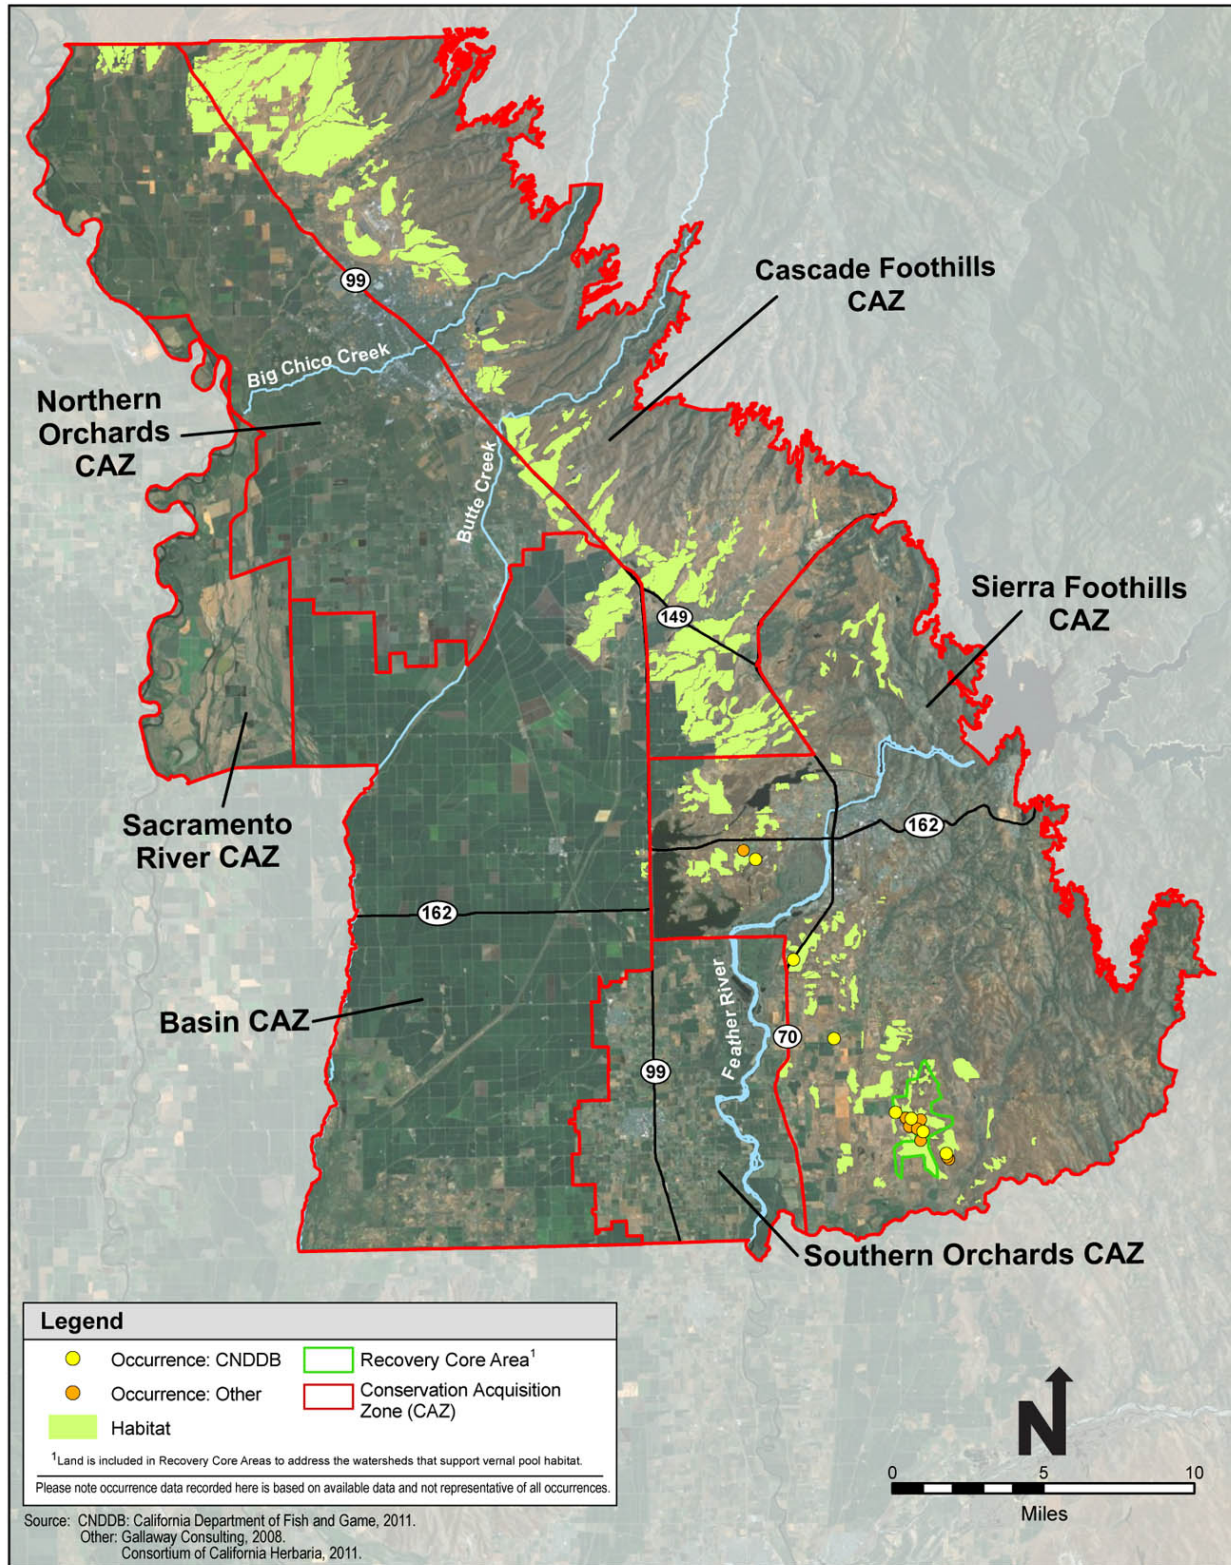 Cascade Foothills
CAZ
99
Big Chico Creek
Northern
Orchards
CAZ
Butte Creek
149
Sierra Foothills
CAZ
Sacramento
River CAZ
162
162
Basin CAZ
Feather River
70
99
Southern Orchards CAZ
Legend
Occurrence: CNDDB
Recovery Core Area1
Occurrence: Other
Conservation Acquisition
Zone (CAZ)
Habitat
1Land is included in Recovery Core Areas to address the watersheds that support vernal pool habitat.
Please note occurrence data recorded here is based on available data and not representative of all occurrences.
N
0 5 10
Miles
Source: CNDDB: California Department of Fish and Game, 2011.
Other: Gallaway Consulting, 2008.
Consortium of California Herbaria, 2011.